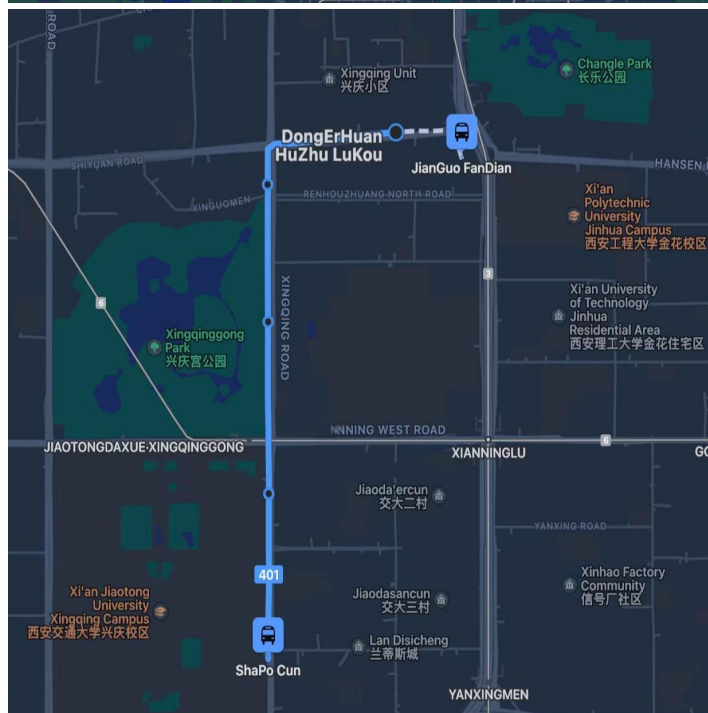 ROAD
Xingqing Unit
兴庆小区
Changle Park
长乐公园
DongErHuan
HuZhu LuKou
JianGuo FanDian
SHIYUAN ROAD
HANSEN
RENHOUZHUANG NORTH ROAD
XINGUOMEN
Xi'an
Polytechnic
University
Jinhua Campus
西安工程大学金花校区
3
6
XINGQING ROAD
Xi'an University
of Technology
Jinhua
Residential Area
西安理工大学金花住宅区
Xingqinggong
Park
兴庆宫公园
NNING WEST ROAD
JIAOTONGDAXUE·XINGQINGGONG
XIANNINGLU
6
GO
Jiaoda'ercun
交大二村
YANXING ROAD
401
Xinhao Factory
Community
信号厂社区
Xi'an Jiaotong
University
Xingqing Campus
西安交通大学兴庆校区
Jiaodasancun
交大三村
Lan Disicheng
兰蒂斯城
ShaPo Cun
YANXINGMEN
ROAD